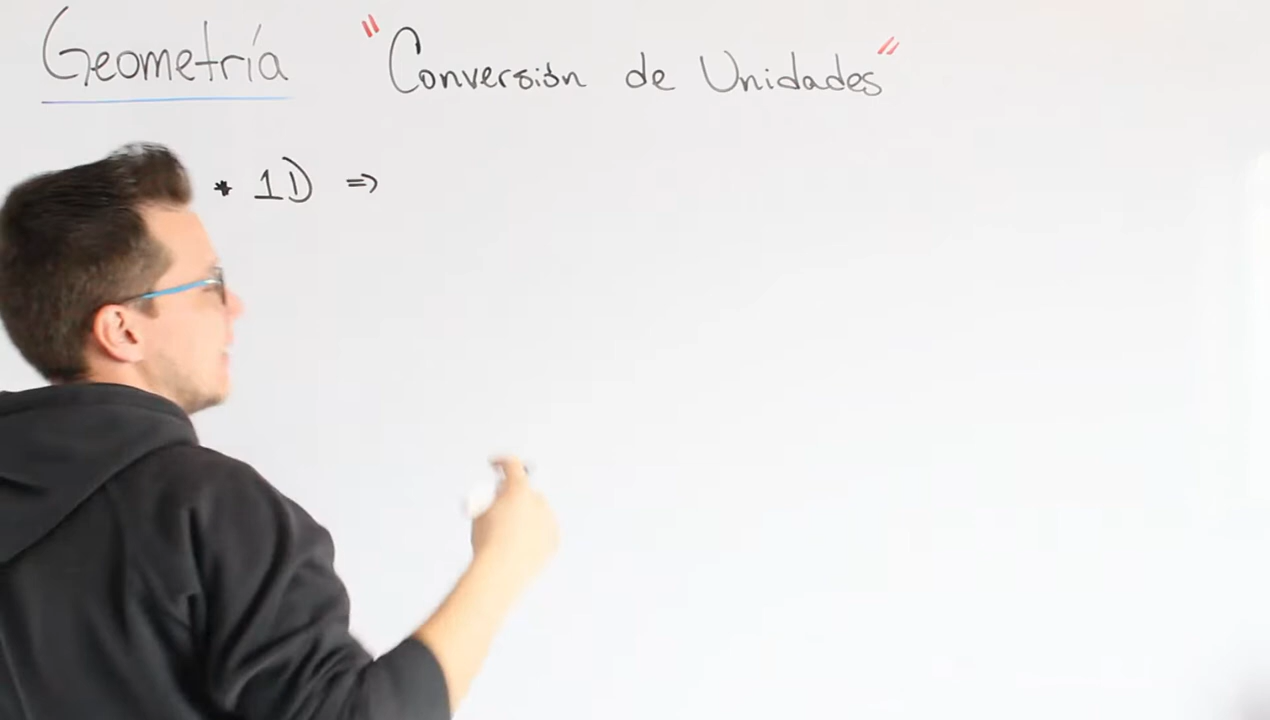 Geometría "Conversión de Unidades"
* 1D ⇒